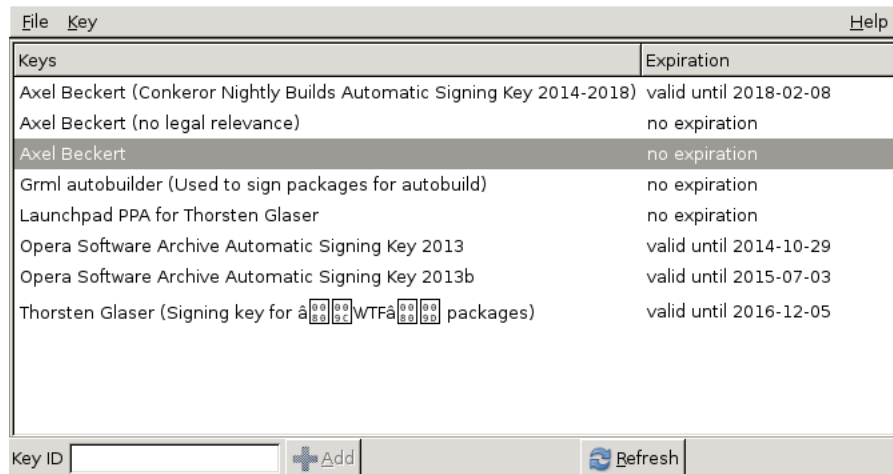 File Key Help
Keys Expiration
Axel Beckert (Conkeror Nightly Builds Automatic Signing Key 2014-2018) valid until 2018-02-08
Axel Beckert (no legal relevance) no expiration
Axel Beckert no expiration
Grml autobuilder (Used to sign packages for autobuild) no expiration
Launchpad PPA for Thorsten Glaser no expiration
Opera Software Archive Automatic Signing Key 2013 valid until 2014-10-29
Opera Software Archive Automatic Signing Key 2013b valid until 2015-07-03
Thorsten Glaser (Signing key for âWTFâ packages) valid until 2016-12-05
Key ID Add Refresh